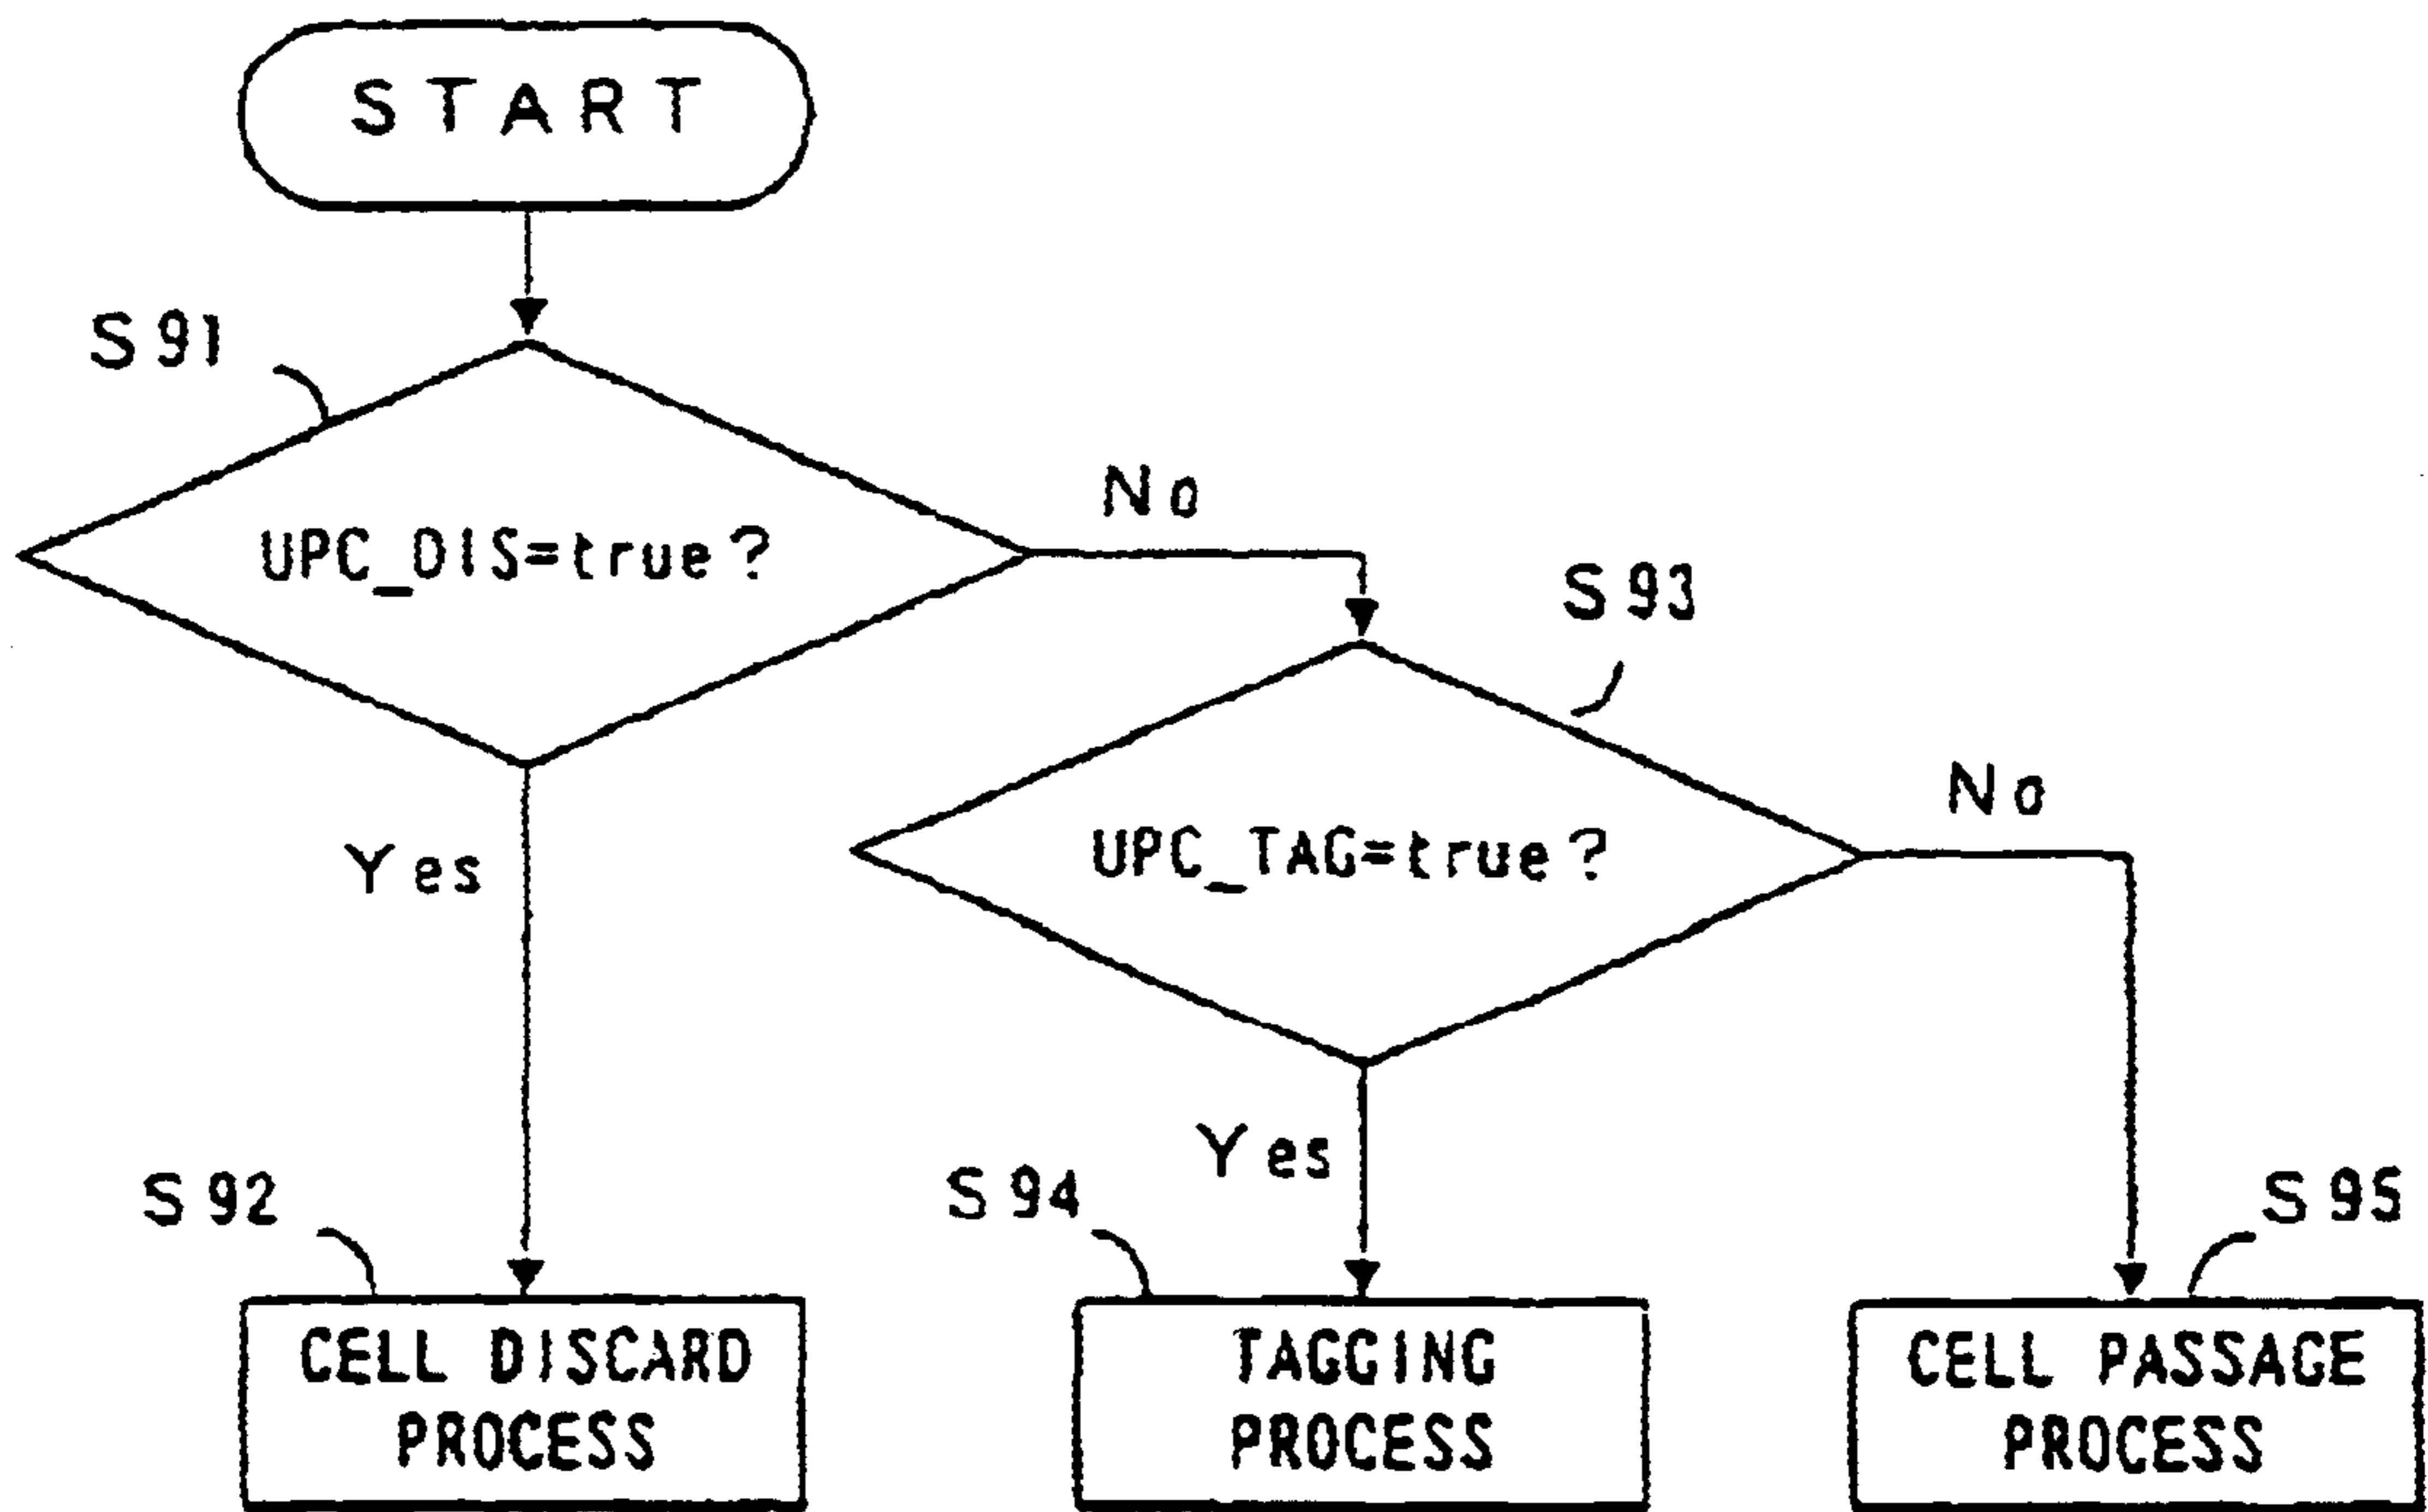 START
S91
UPC_DIS=true?
No
S93
UPC_TAG=true?
No
Yes
Yes
S92
S94
S95
CELL DISCARD
PROCESS
TAGGING
PROCESS
CELL PASSAGE
PROCESS